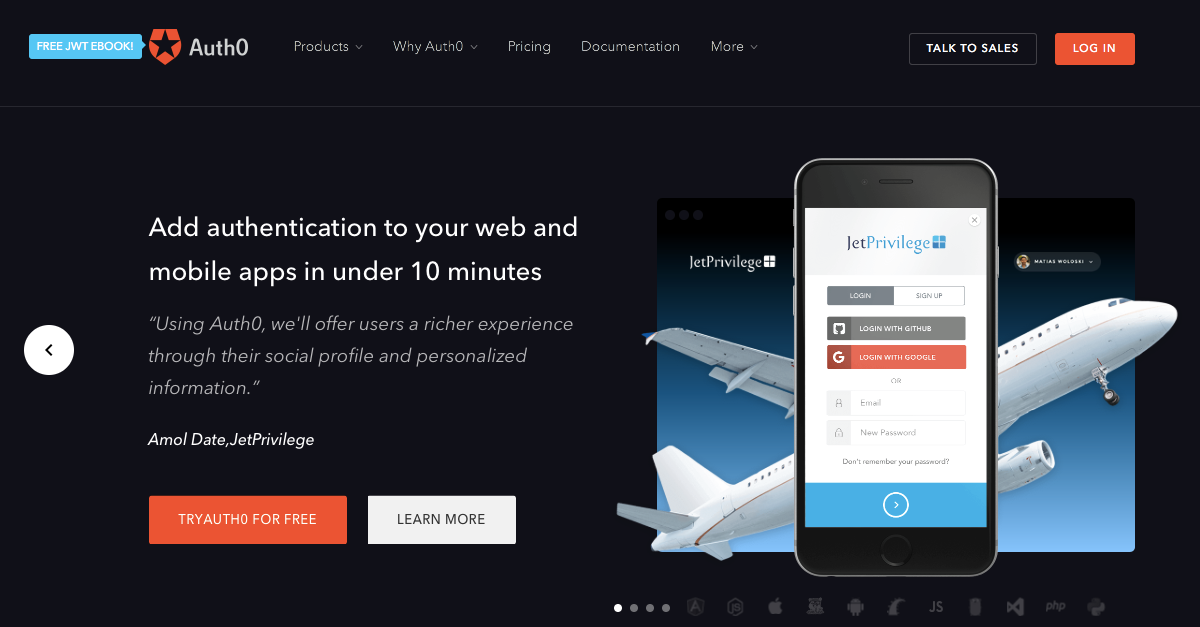 FREE JWT EBOOK!
Auth0
Products
Why Auth0
Pricing
Documentation
More
TALK TO SALES
LOG IN
Add authentication to your web and
mobile apps in under 10 minutes
“Using Auth0, we'll offer users a richer experience
through their social profile and personalized
information.”
Amol Date,JetPrivilege
TRYAUTH0 FOR FREE
LEARN MORE
JetPrivilege
MATIAS WOLOSKI
JetPrivilege
LOGIN
SIGN UP
LOGIN WITH GITHUB
LOGIN WITH GOOGLE
OR
Email
New Password
Don't remember your password?
JS
php